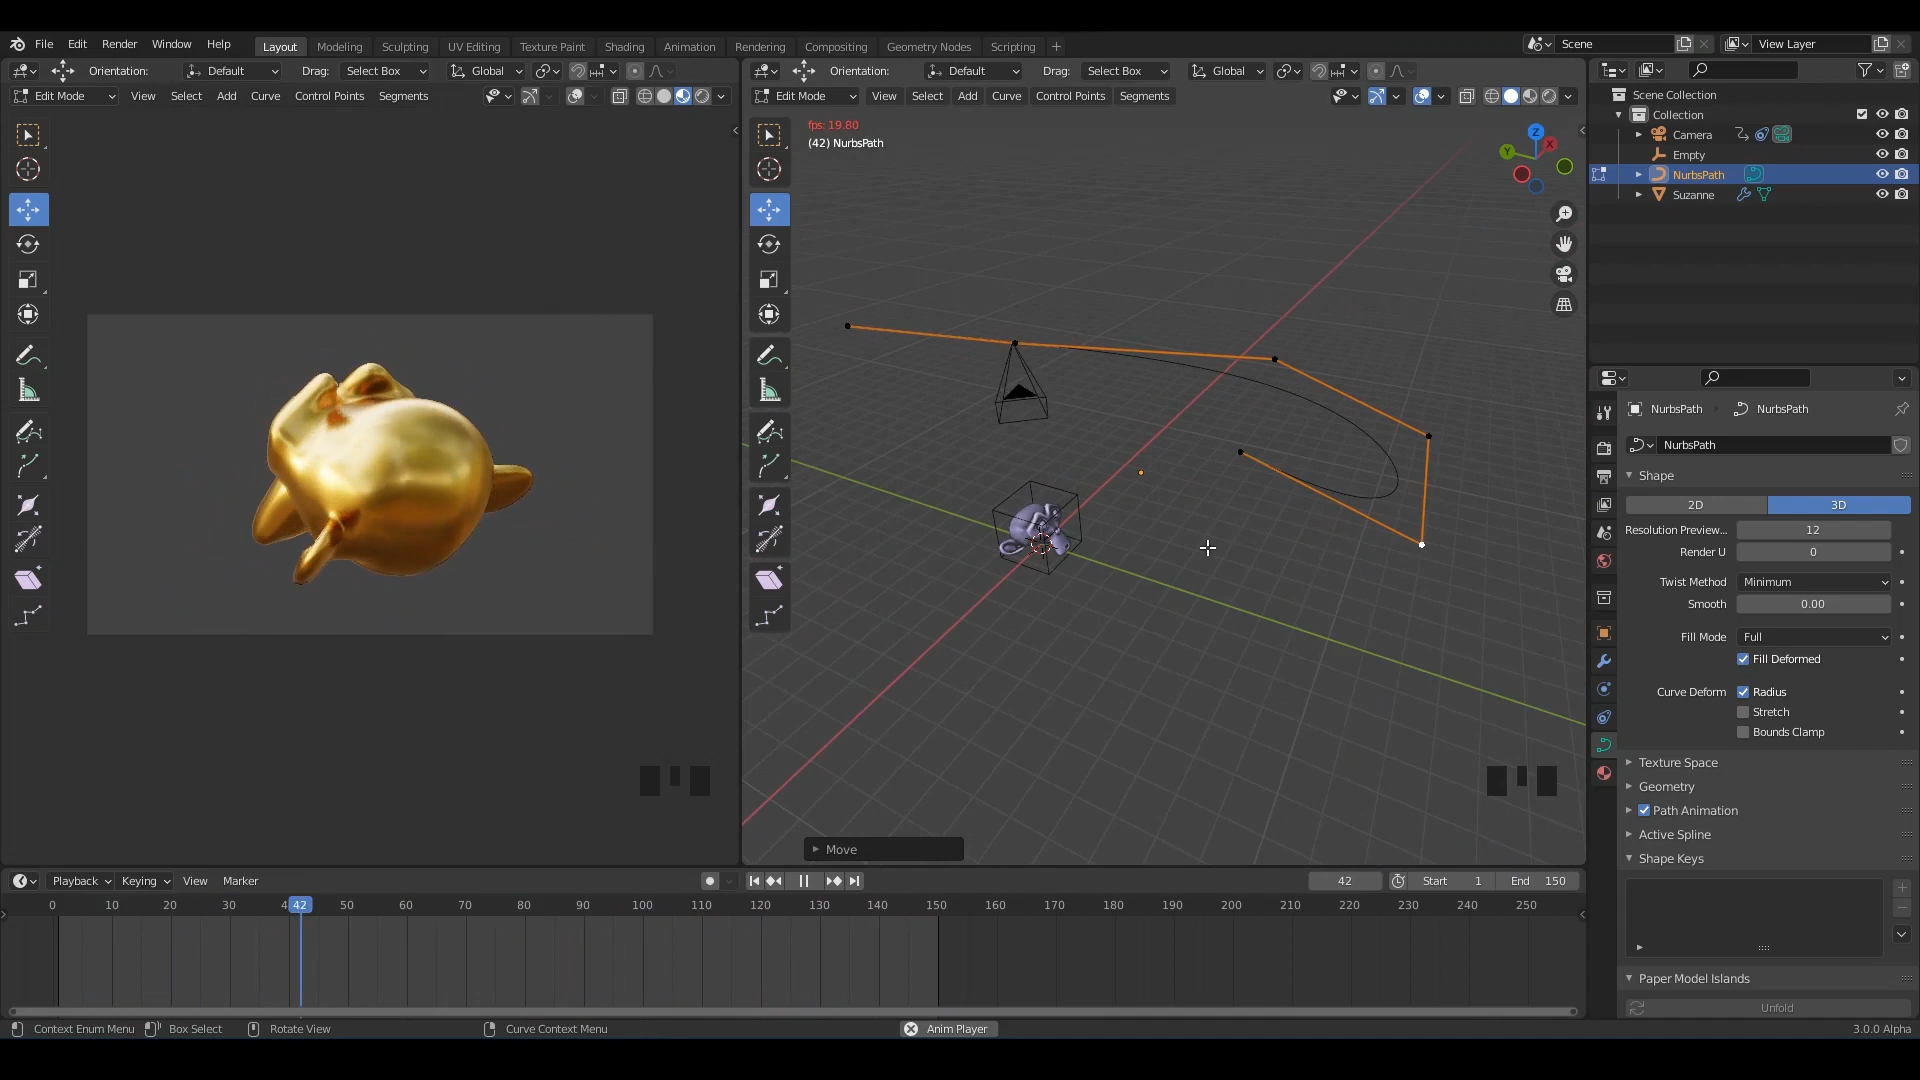 File Edit Render Window Help Layout Modeling Sculpting UV Editing Texture Paint Shading Animation Rendering Compositing Geometry Nodes Scripting + Scene View Layer
Orientation: Default Drag: Select Box Global
Orientation: Default Drag: Select Box Global
Edit Mode View Select Add Curve Control Points Segments
Edit Mode View Select Add Curve Control Points Segments
fps: 19.80
(42) NurbsPath
Z
X
Y
Move
Scene Collection
Collection
Camera
Empty
NurbsPath
Suzanne
NurbsPath NurbsPath
NurbsPath
Shape
2D 3D
Resolution Preview... 12
Render U 0
Twist Method Minimum
Smooth 0.00
Fill Mode Full
Fill Deformed
Curve Deform Radius
Stretch
Bounds Clamp
Texture Space
Geometry
Path Animation
Active Spline
Shape Keys
Paper Model Islands
Unfold
Playback Keying View Marker 42 Start 1 End 150
0 10 20 30 4 42 50 60 70 80 90 100 110 120 130 140 150 160 170 180 190 200 210 220 230 240 250
Context Enum Menu Box Select Rotate View Curve Context Menu Anim Player 3.0.0 Alpha